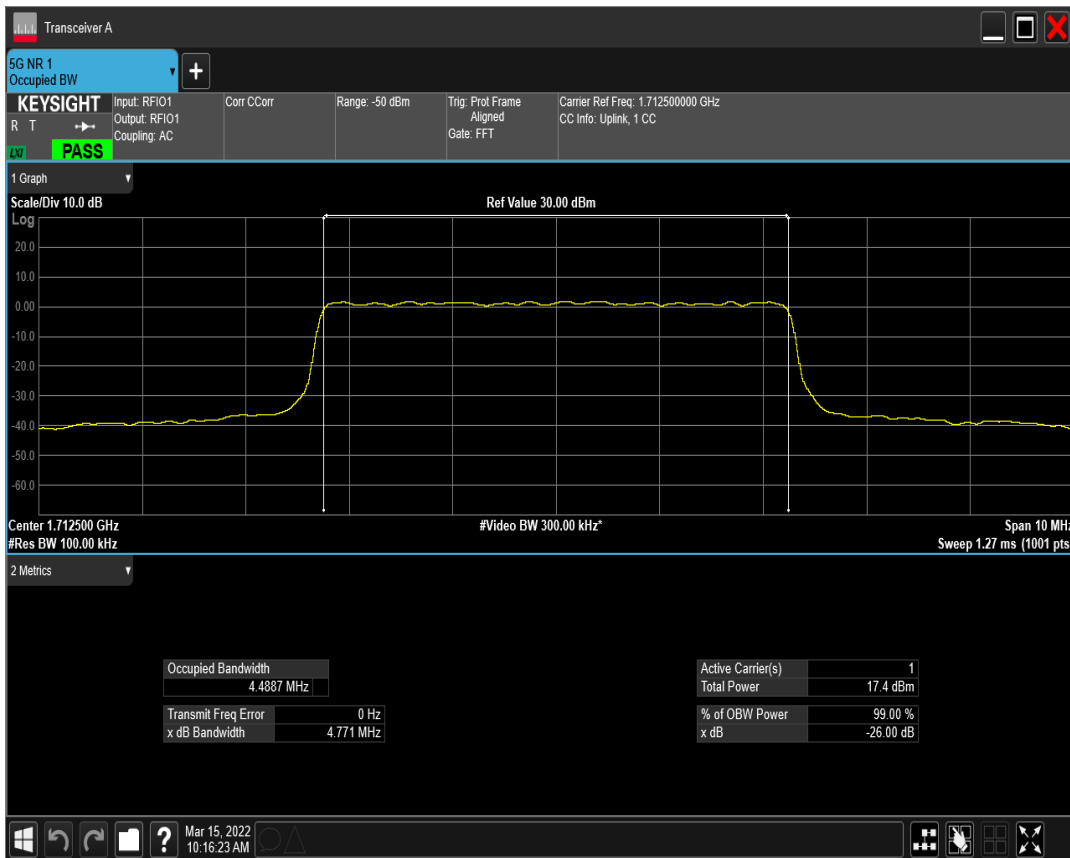 Transceiver A
5G NR 1
Occupied BW
+
KEYSIGHT
R T
LXI
PASS
Input: RFIO1
Output: RFIO1
Coupling: AC
Corr CCorr
Range: -50 dBm
Trig: Prot Frame
Aligned
Gate: FFT
Carrier Ref Freq: 1.712500000 GHz
CC Info: Uplink, 1 CC
1 Graph
Scale/Div 10.0 dB
Ref Value 30.00 dBm
Log
20.0
10.0
0.00
-10.0
-20.0
-30.0
-40.0
-50.0
-60.0
Center 1.712500 GHz
#Video BW 300.00 kHz*
Span 10 MHz
#Res BW 100.00 kHz
Sweep 1.27 ms (1001 pts
2 Metrics
Occupied Bandwidth
4.4887 MHz
Transmit Freq Error 0 Hz
x dB Bandwidth 4.771 MHz
Active Carrier(s) 1
Total Power 17.4 dBm
% of OBW Power 99.00 %
x dB -26.00 dB
?
Mar 15, 2022
10:16:23 AM